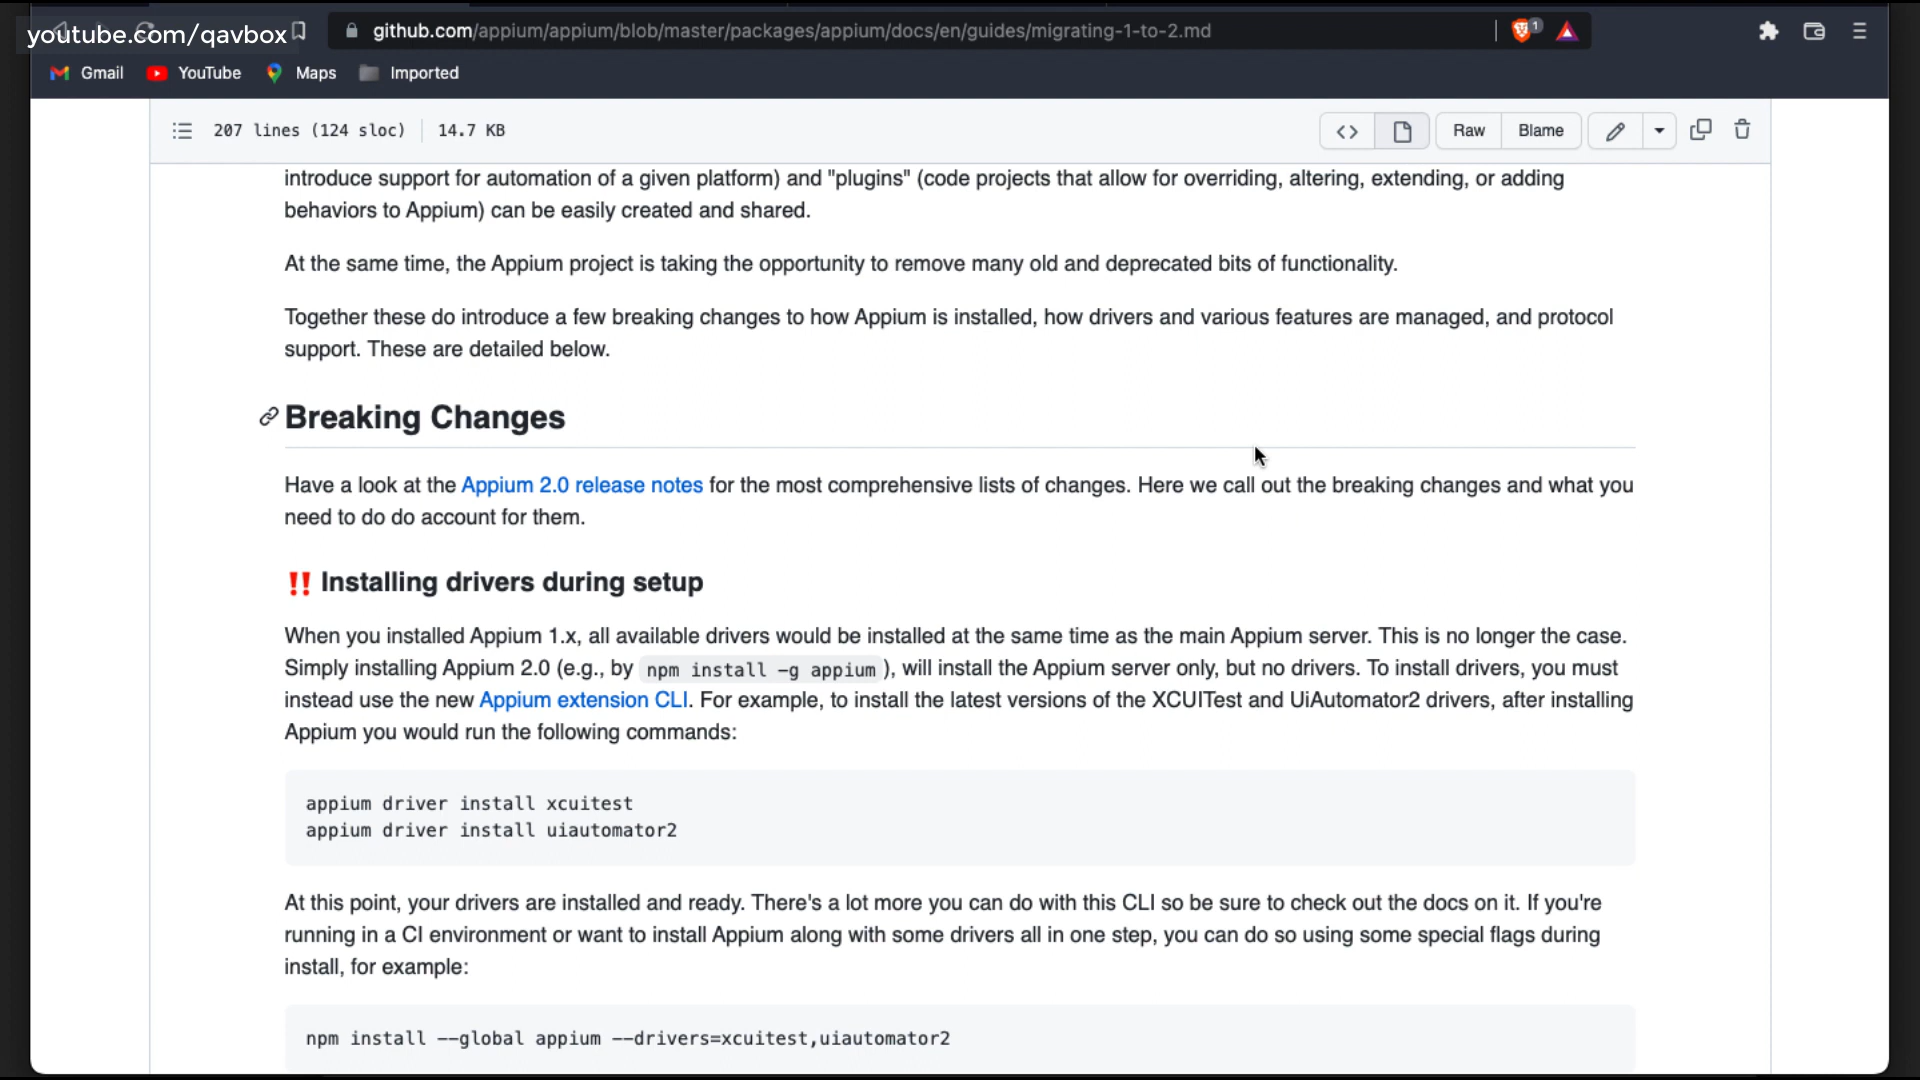 youtube.com/qavbox
github.com/appium/appium/blob/master/packages/appium/docs/en/guides/migrating-1-to-2.md
1
Gmail YouTube Maps Imported
207 lines (124 sloc) 14.7 KB Raw Blame
introduce support for automation of a given platform) and "plugins" (code projects that allow for overriding, altering, extending, or adding
behaviors to Appium) can be easily created and shared.
At the same time, the Appium project is taking the opportunity to remove many old and deprecated bits of functionality.
Together these do introduce a few breaking changes to how Appium is installed, how drivers and various features are managed, and protocol
support. These are detailed below.
Breaking Changes
Have a look at the Appium 2.0 release notes for the most comprehensive lists of changes. Here we call out the breaking changes and what you
need to do do account for them.
‼️ Installing drivers during setup
When you installed Appium 1.x, all available drivers would be installed at the same time as the main Appium server. This is no longer the case.
Simply installing Appium 2.0 (e.g., by npm install -g appium ), will install the Appium server only, but no drivers. To install drivers, you must
instead use the new Appium extension CLI. For example, to install the latest versions of the XCUITest and UiAutomator2 drivers, after installing
Appium you would run the following commands:
appium driver install xcuitest
appium driver install uiautomator2
At this point, your drivers are installed and ready. There's a lot more you can do with this CLI so be sure to check out the docs on it. If you're
running in a CI environment or want to install Appium along with some drivers all in one step, you can do so using some special flags during
install, for example:
npm install --global appium --drivers=xcuitest,uiautomator2